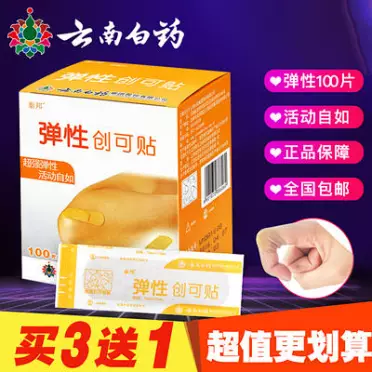 云南白药
弹性创可贴
超强弹性
活动自如
100
弹性创可贴
弹性100片
活动自如
正品保障
全国包邮
买3送1
超值更划算